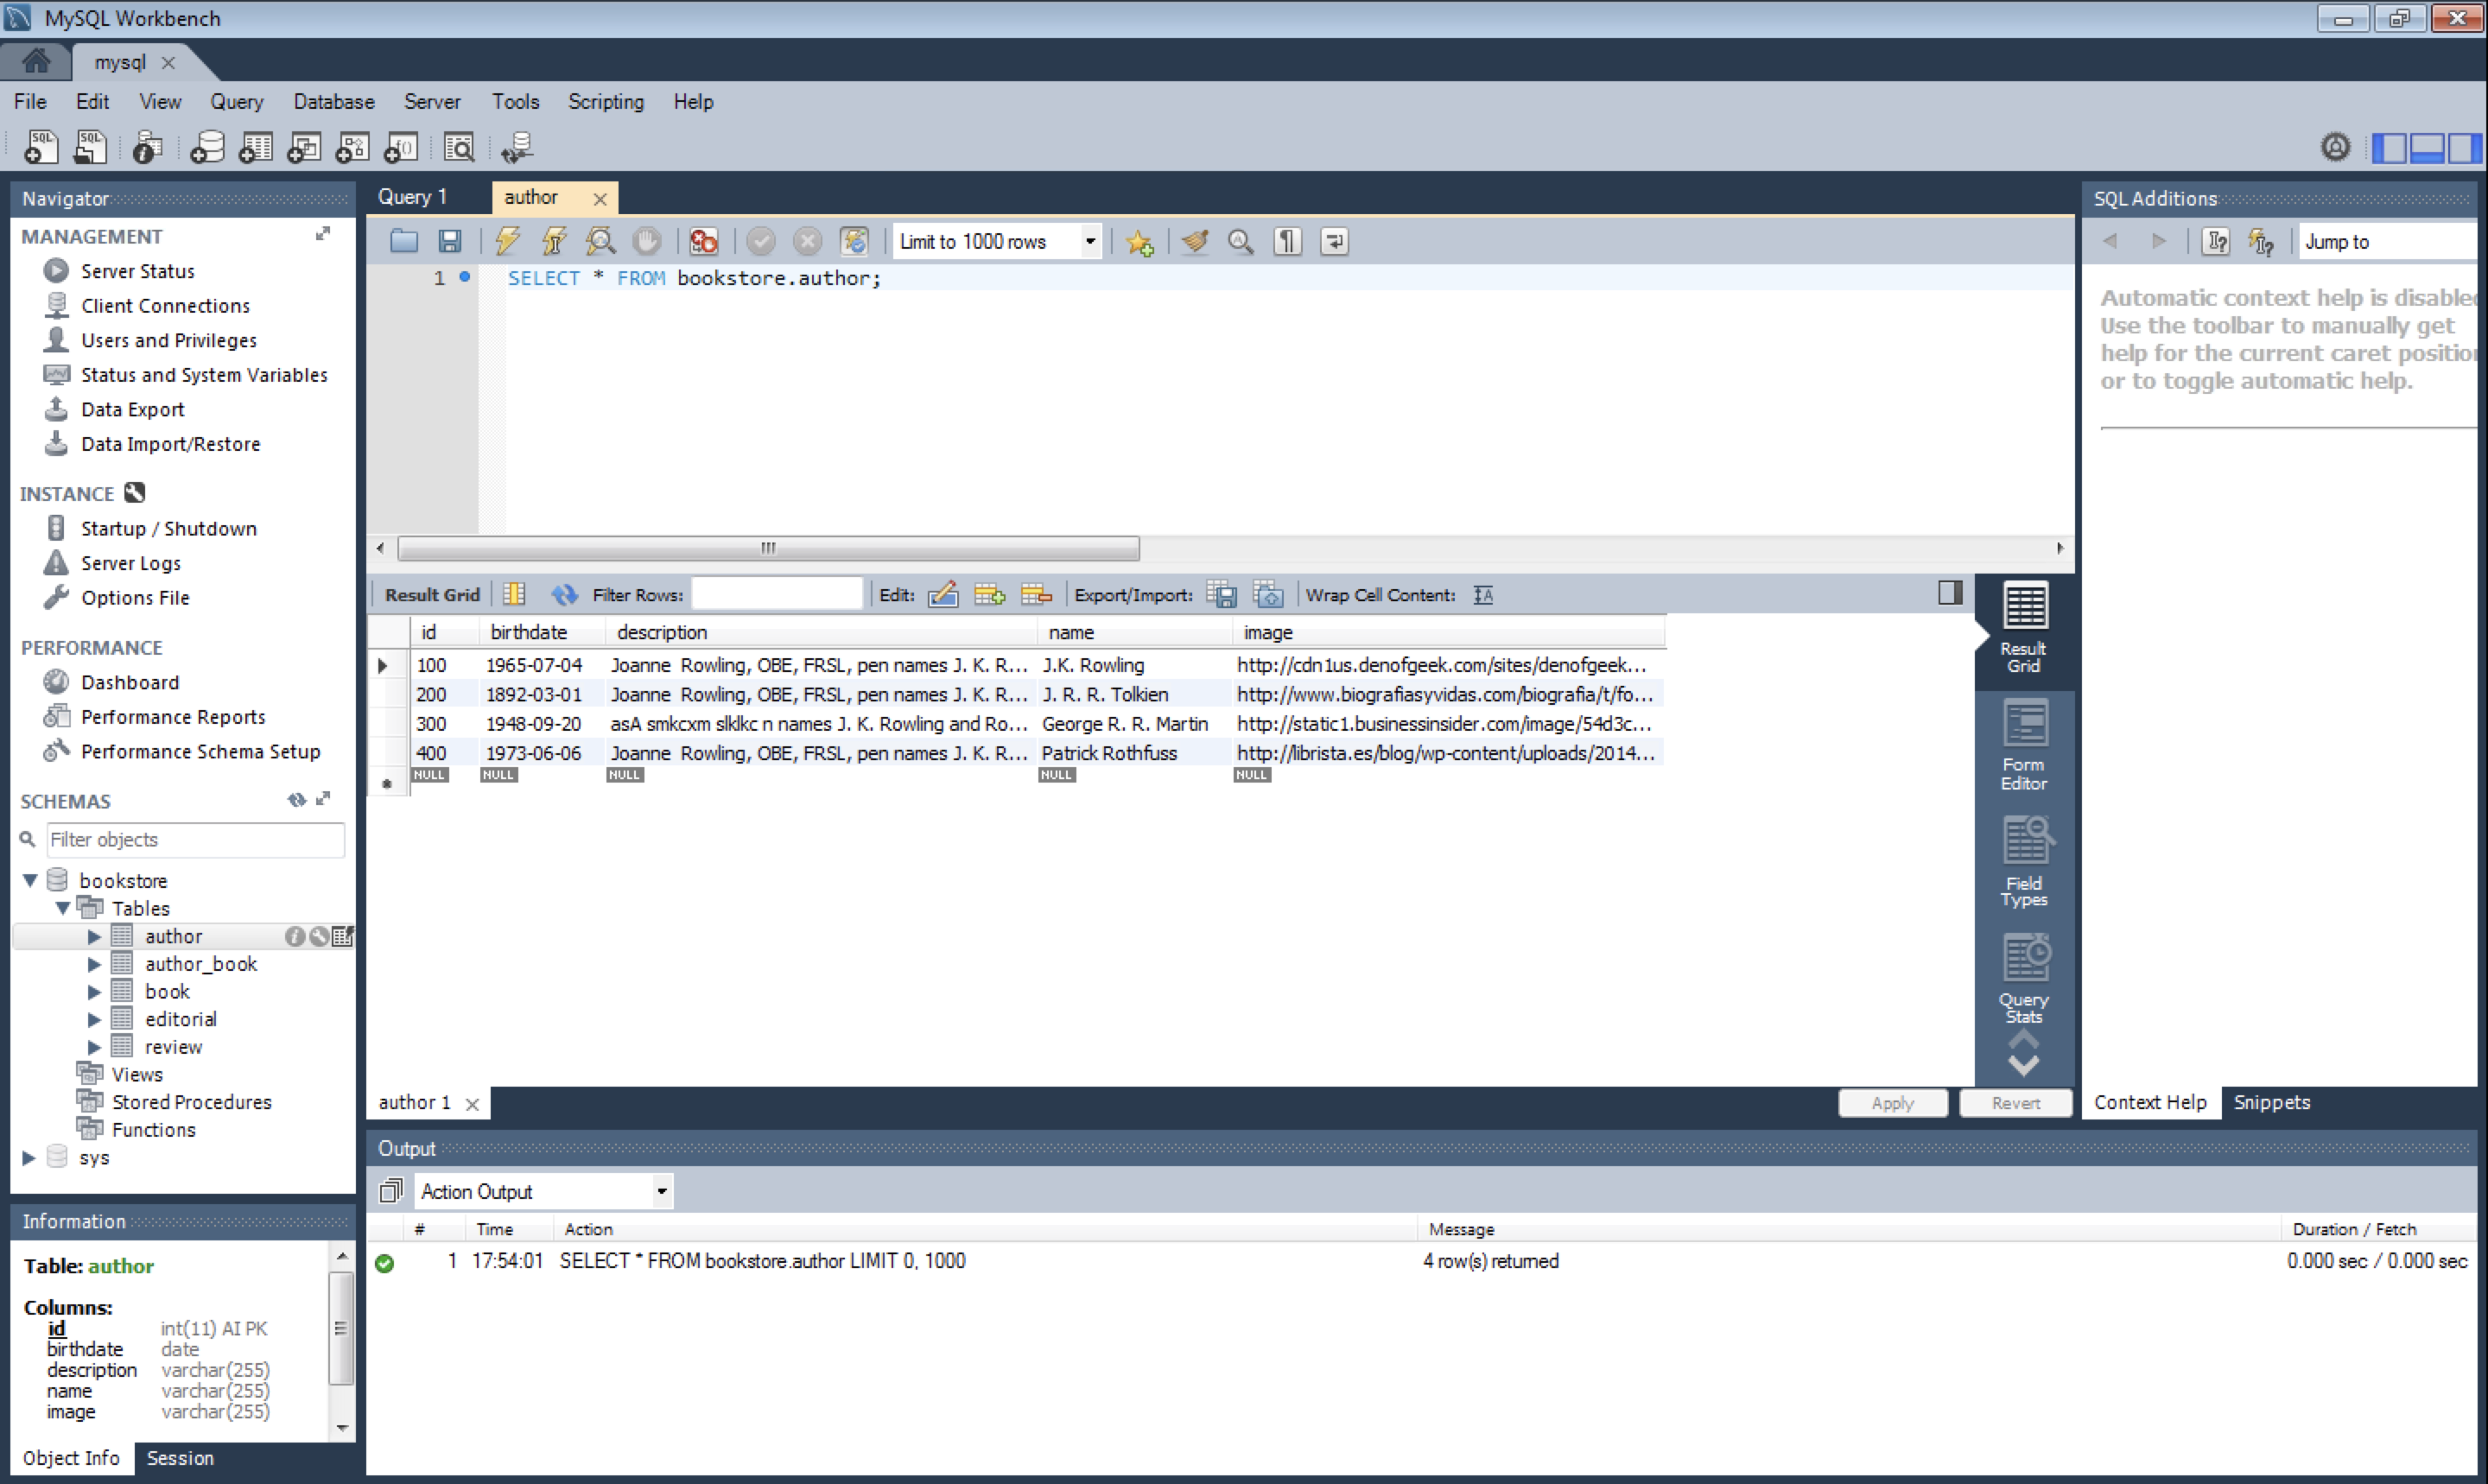 MySQL Workbench
mysql
File Edit View Query Database Server Tools Scripting Help
Navigator
MANAGEMENT
Server Status
Client Connections
Users and Privileges
Status and System Variables
Data Export
Data Import/Restore
INSTANCE
Startup / Shutdown
Server Logs
Options File
PERFORMANCE
Dashboard
Performance Reports
Performance Schema Setup
SCHEMAS
Filter objects
bookstore
Tables
author
author_book
book
editorial
review
Views
Stored Procedures
Functions
sys
Information
Table: author
Columns:
id int(11) AI PK
birthdate date
description varchar(255)
name varchar(255)
image varchar(255)
Object Info Session
Query 1 author
Limit to 1000 rows
1 SELECT * FROM bookstore.author;
Result Grid Filter Rows: Edit: Export/Import: Wrap Cell Content:
id birthdate description name image
100 1965-07-04 Joanne Rowling, OBE, FRSL, pen names J. K. R... J.K. Rowling http://cdn1us.denofgeek.com/sites/denofgeek...
200 1892-03-01 Joanne Rowling, OBE, FRSL, pen names J. K. R... J. R. R. Tolkien http://www.biografiasyvidas.com/biografia/t/fo...
300 1948-09-20 asA smkcxm slklkc n names J. K. Rowling and Ro... George R. R. Martin http://static1.businessinsider.com/image/54d3c...
400 1973-06-06 Joanne Rowling, OBE, FRSL, pen names J. K. R... Patrick Rothfuss http://librista.es/blog/wp-content/uploads/2014...
NULL NULL NULL NULL NULL
Result
Grid
Form
Editor
Field
Types
Query
Stats
author 1 Apply Revert
SQL Additions
Jump to
Automatic context help is disabled
Use the toolbar to manually get
help for the current caret position
or to toggle automatic help.
Context Help Snippets
Output
Action Output
# Time Action Message Duration / Fetch
1 17:54:01 SELECT * FROM bookstore.author LIMIT 0, 1000 4 row(s) returned 0.000 sec / 0.000 sec